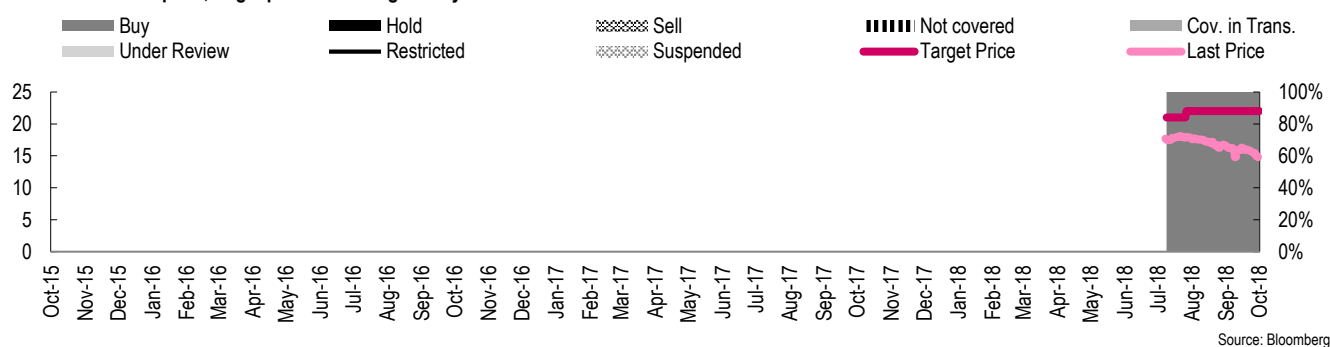 Buy Hold Sell Not covered Cov. in Trans.
Under Review Restricted Suspended Target Price Last Price
25 100%
20 80%
15 60%
10 40%
5 20%
0 0%
Oct-15 Nov-15 Dec-15 Jan-16 Feb-16 Mar-16 Apr-16 May-16 Jun-16 Jul-16 Aug-16 Sep-16 Oct-16 Nov-16 Dec-16 Jan-17 Feb-17 Mar-17 Apr-17 May-17 Jun-17 Jul-17 Aug-17 Sep-17 Oct-17 Nov-17 Dec-17 Jan-18 Feb-18 Mar-18 Apr-18 May-18 Jun-18 Jul-18 Aug-18 Sep-18 Oct-18
Source: Bloomberg